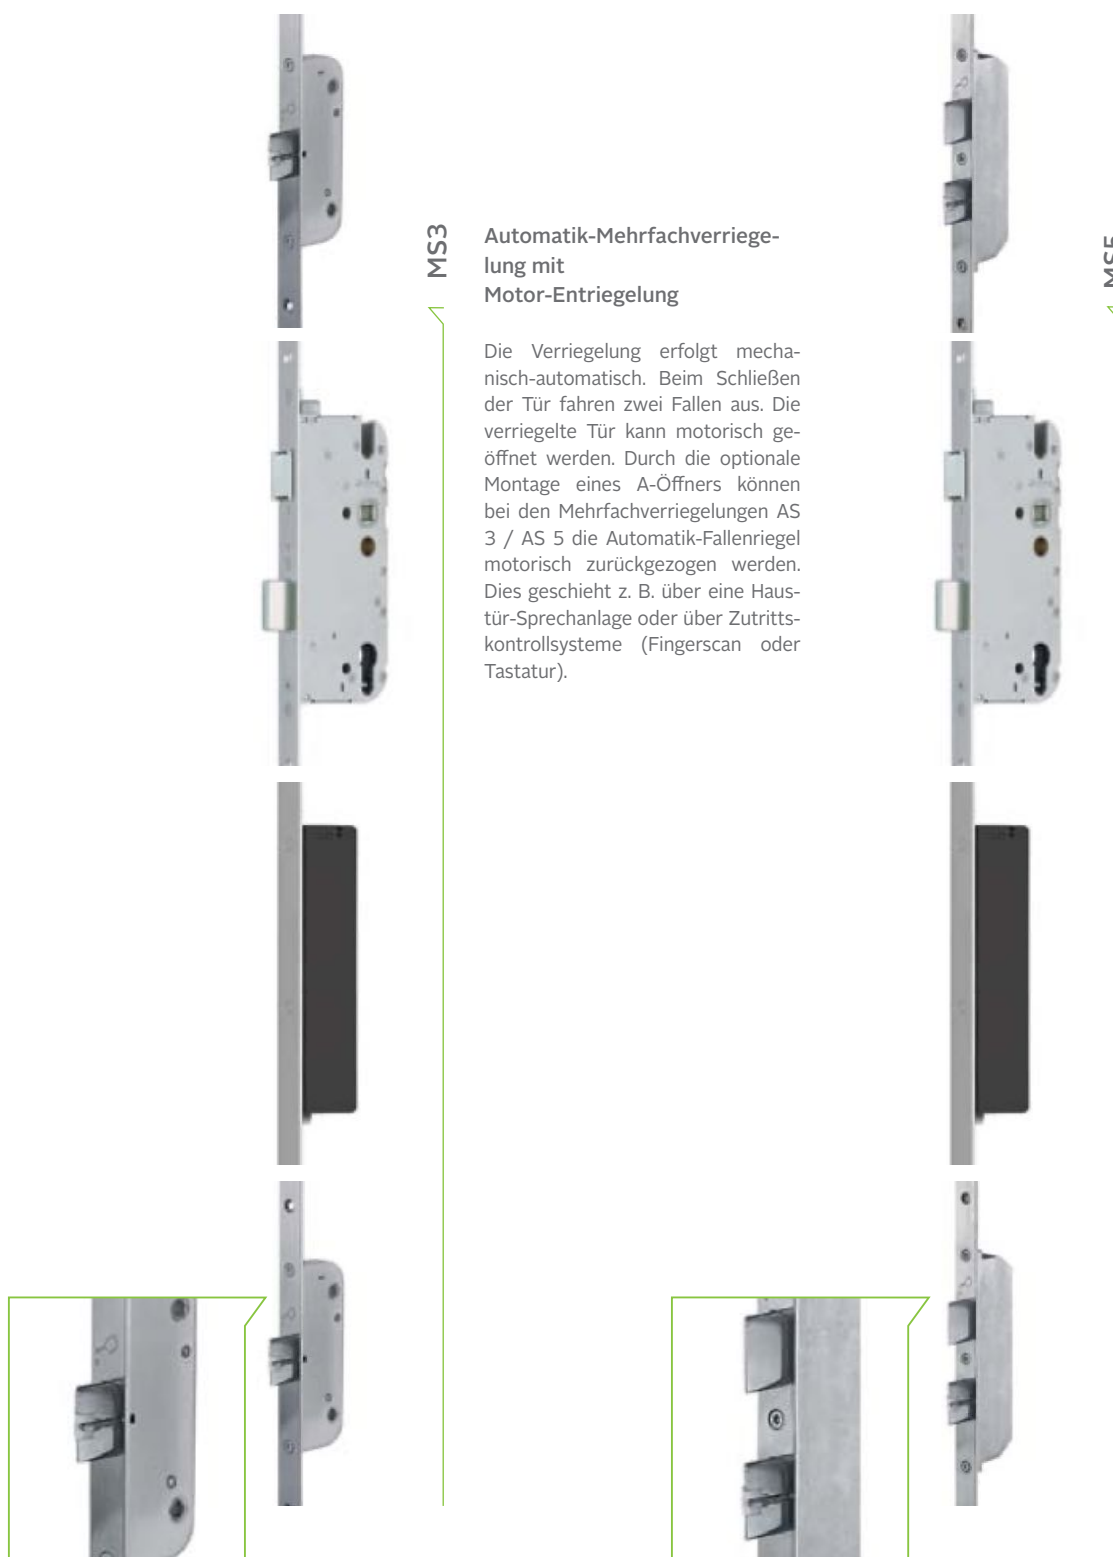 MS3
Automatik-Mehrfachverriege-
lung mit
Motor-Entriegelung
Die Verriegelung erfolgt mecha-
nisch-automatisch. Beim Schließen
der Tür fahren zwei Fallen aus. Die
verriegelte Tür kann motorisch ge-
öffnet werden. Durch die optionale
Montage eines A-Öffners können
bei den Mehrfachverriegelungen AS
3 / AS 5 die Automatik-Fallenriegel
motorisch zurückgezogen werden.
Dies geschieht z. B. über eine Haus-
tür-Sprechanlage oder über Zutritts-
kontrollsysteme (Fingerscan oder
Tastatur).
MS5